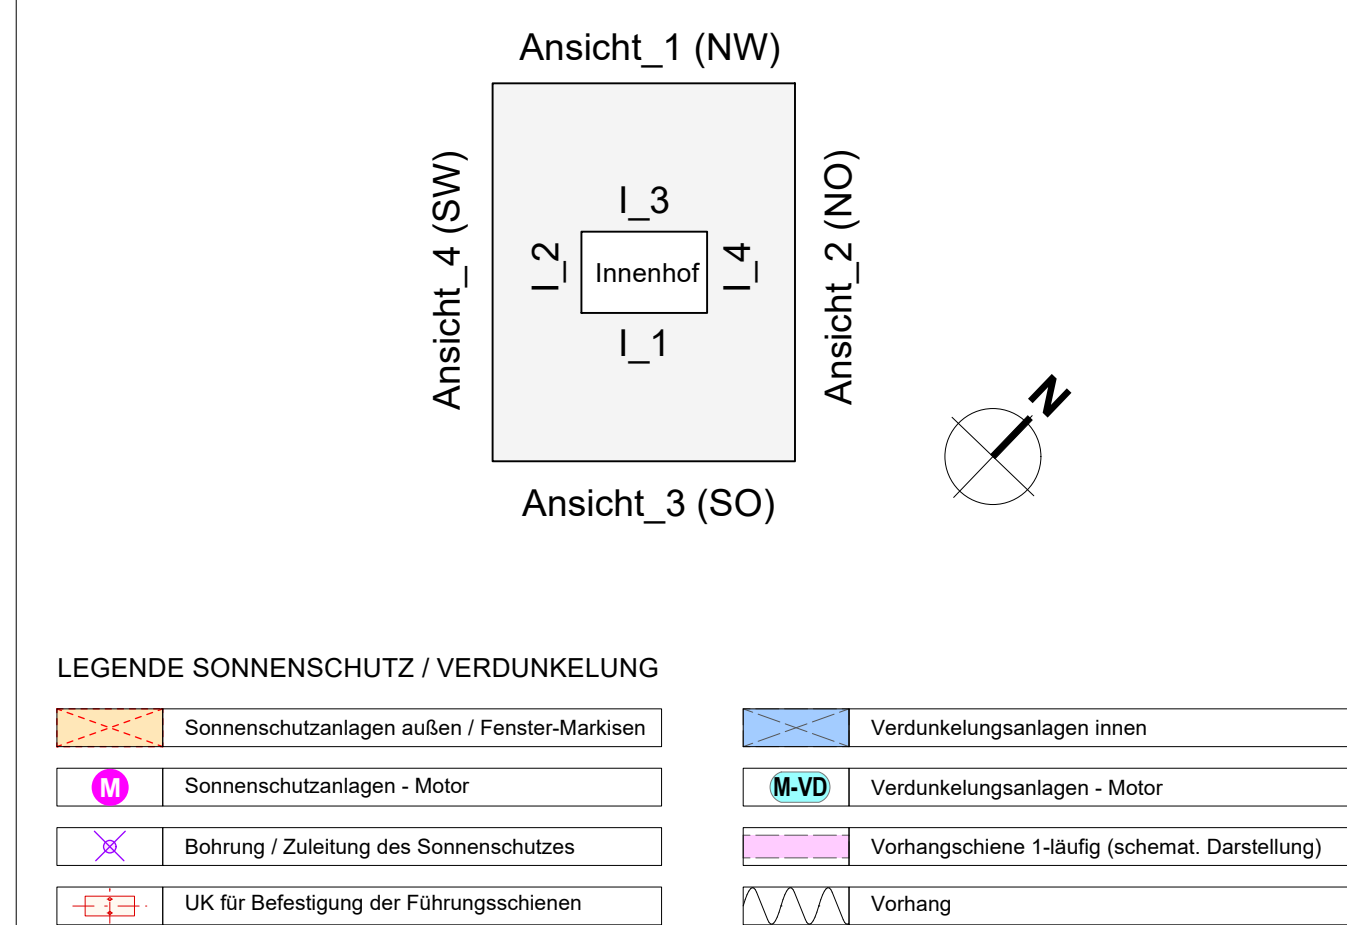 Ansicht_1 (NW)
Ansicht_4 (SW)
I_3
I_2
Innenhof
I_4
I_1
Ansicht_2 (NO)
N
Ansicht_3 (SO)
LEGENDE SONNENSCHUTZ / VERDUNKELUNG
Sonnenschutzanlagen außen / Fenster-Markisen
M Sonnenschutzanlagen - Motor
Bohrung / Zuleitung des Sonnenschutzes
UK für Befestigung der Führungsschienen
Verdunkelungsanlagen innen
M-VD Verdunkelungsanlagen - Motor
Vorhangschiene 1-läufig (schemat. Darstellung)
Vorhang